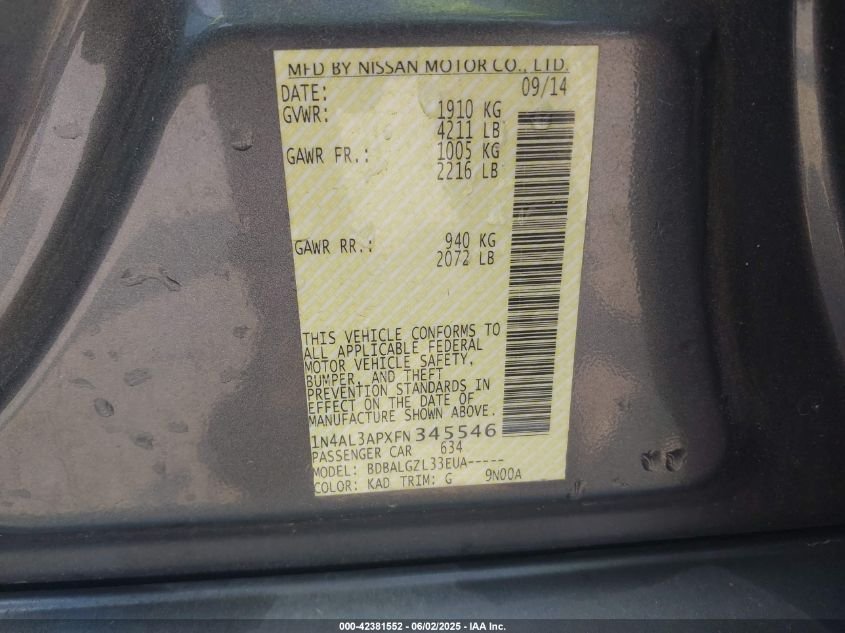 MFD BY NISSAN MOTOR CO., LTD.
DATE: 09/14
GVWR: 1910 KG
4211 LB
GAWR FR.: 1005 KG
2216 LB
GAWR RR.: 940 KG
2072 LB
THIS VEHICLE CONFORMS TO
ALL APPLICABLE FEDERAL
MOTOR VEHICLE SAFETY,
BUMPER, AND THEFT
PREVENTION STANDARDS IN
EFFECT ON THE DATE OF
MANUFACTURE SHOWN ABOVE.
1N4AL3APXFN345546
PASSENGER CAR 634
MODEL: BDBALGZL33EUA-----
COLOR: KAD TRIM: G 9N00A
000-42381552 | 06/02/2025 - IAA Inc.